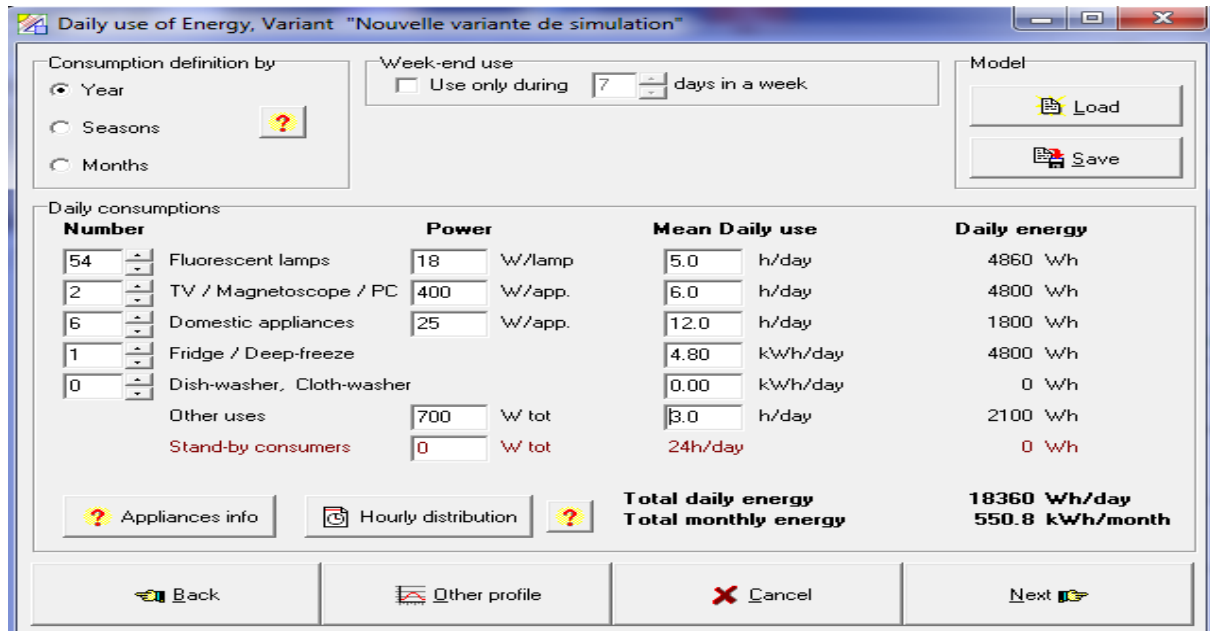 Daily use of Energy, Variant "Nouvelle variante de simulation"
Consumption definition by
Year
Seasons
Months
?
Week-end use
Use only during 7 days in a week
Model
Load
Save
Daily consumptions
Number Power Mean Daily use Daily energy
54 Fluorescent lamps 18 W/lamp 5.0 h/day 4860 Wh
2 TV / Magnetoscope / PC 400 W/app. 6.0 h/day 4800 Wh
6 Domestic appliances 25 W/app. 12.0 h/day 1800 Wh
1 Fridge / Deep-freeze 4.80 kWh/day 4800 Wh
0 Dish-washer, Cloth-washer 0.00 kWh/day 0 Wh
Other uses 700 W tot 3.0 h/day 2100 Wh
Stand-by consumers 0 W tot 24h/day 0 Wh
? Appliances info Hourly distribution ?
Total daily energy 18360 Wh/day
Total monthly energy 550.8 kWh/month
Back Other profile Cancel Next